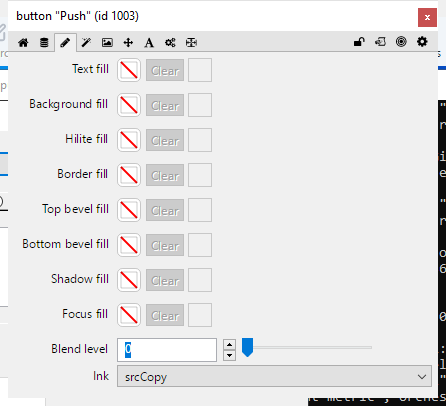 button "Push" (id 1003)
x
A
Text fill
Clear
Background fill
Clear
Hilite fill
Clear
Border fill
Clear
Top bevel fill
Clear
Bottom bevel fill
Clear
Shadow fill
Clear
Focus fill
Clear
Blend level
0
Ink
srcCopy